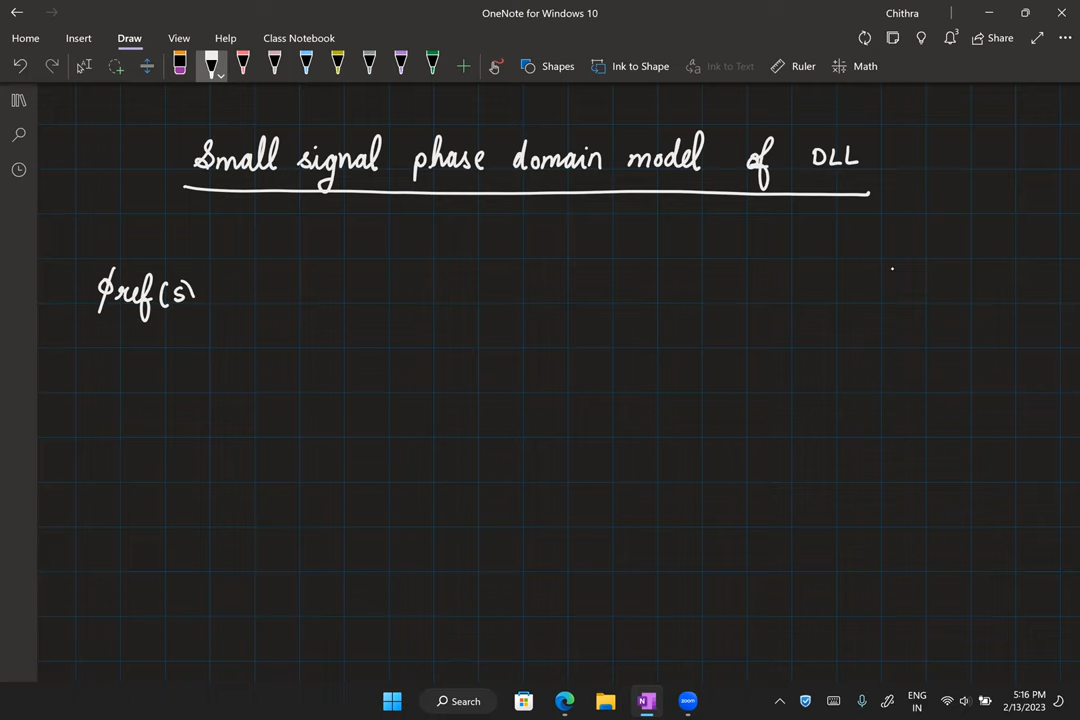 OneNote for Windows 10
Chithra
Home Insert Draw View Help Class Notebook
3 Share
Shapes Ink to Shape Ink to Text Ruler Math
Small signal phase domain model of DLL
ϕref(s)
Search
zoom
ENG
IN
5:16 PM
2/13/2023